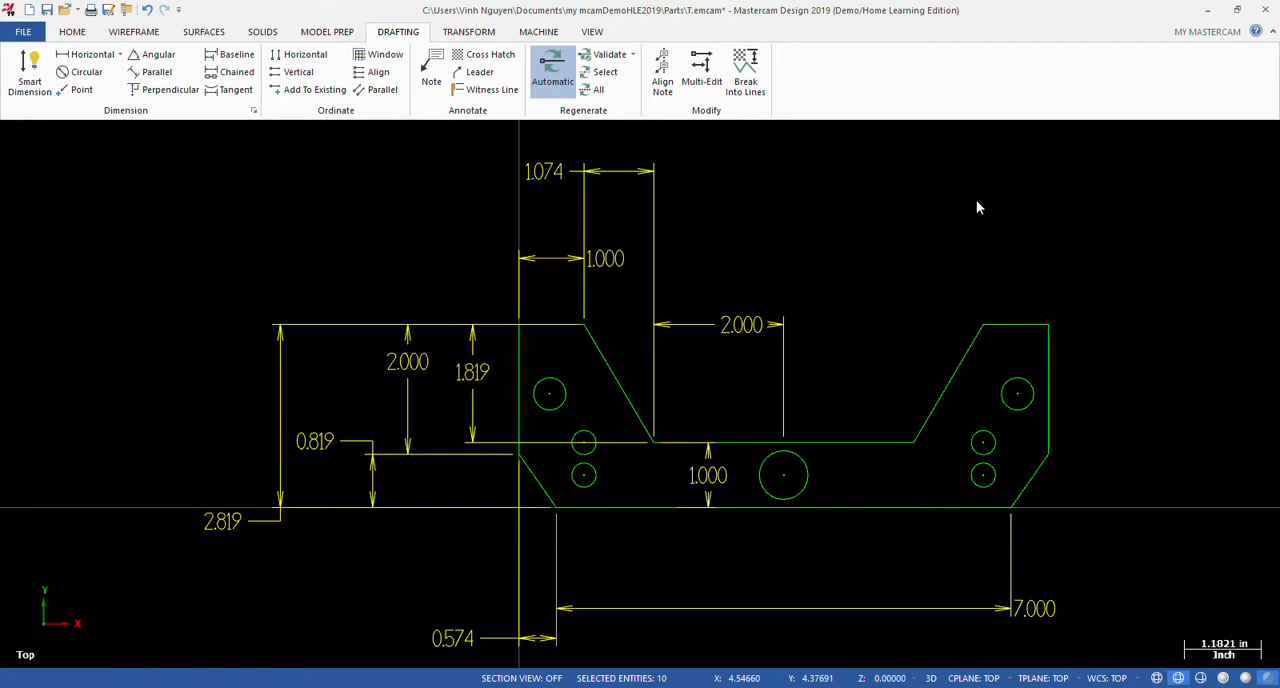 C:\Users\Vinh Nguyen\Documents\my mcamDemoHLE2019\Parts\T.emcam* - Mastercam Design 2019 (Demo/Home Learning Edition)
FILE HOME WIREFRAME SURFACES SOLIDS MODEL PREP DRAFTING TRANSFORM MACHINE VIEW MY MASTERCAM
Smart Dimension
Horizontal Angular Baseline
Circular Parallel Chained
Point Perpendicular Tangent
Dimension
Horizontal Window
Vertical Align
Add To Existing Parallel
Ordinate
Note
Cross Hatch
Leader
Witness Line
Annotate
Automatic
Validate
Select
All
Regenerate
Align Note
Multi-Edit
Break Into Lines
Modify
1.074
1.000
2.000
2.000
1.819
0.819
1.000
2.819
7.000
0.574
Y
X
Top
1.1821 in
Inch
SECTION VIEW: OFF SELECTED ENTITIES: 10 X: 4.54660 Y: 4.37691 Z: 0.00000 3D CPLANE: TOP TPLANE: TOP WCS: TOP